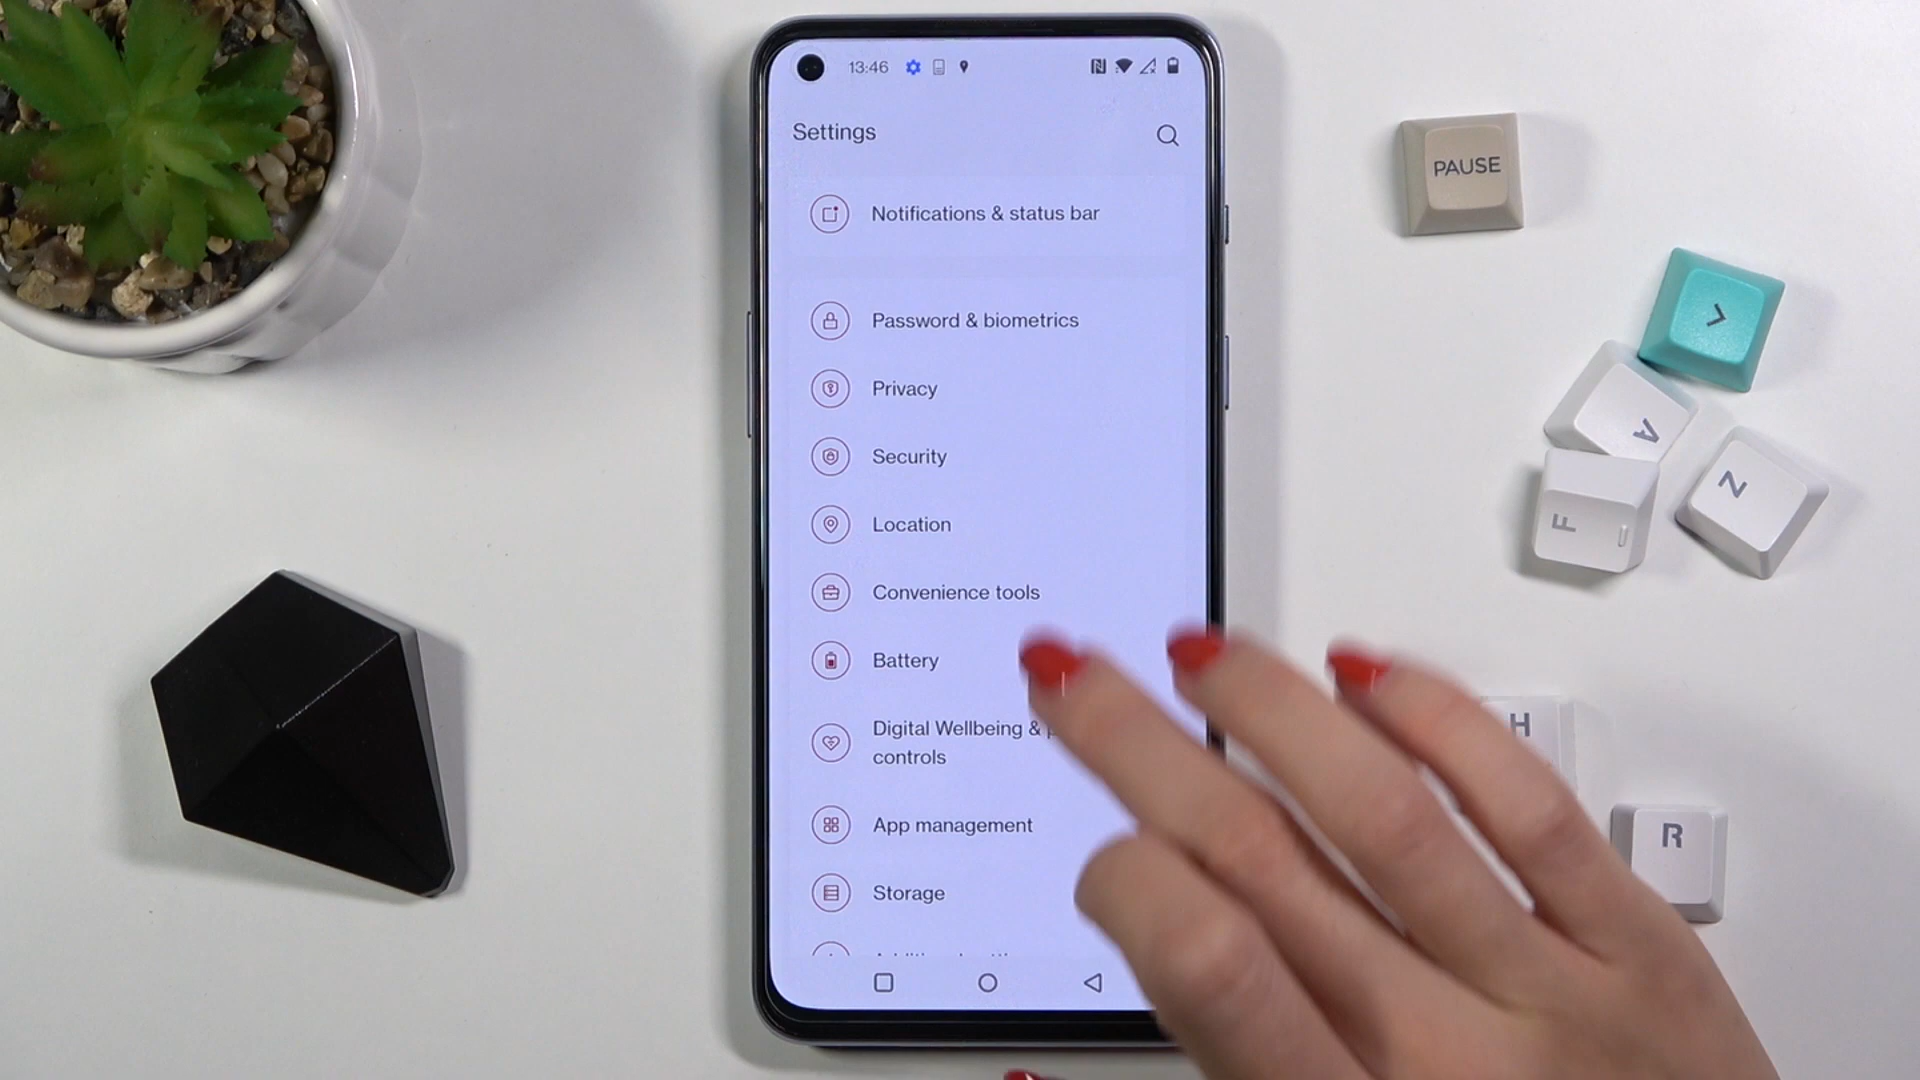 13:46
Settings
Notifications & status bar
Password & biometrics
Privacy
Security
Location
Convenience tools
Battery
Digital Wellbeing &
controls
App management
Storage
PAUSE
A
F
Z
H
R